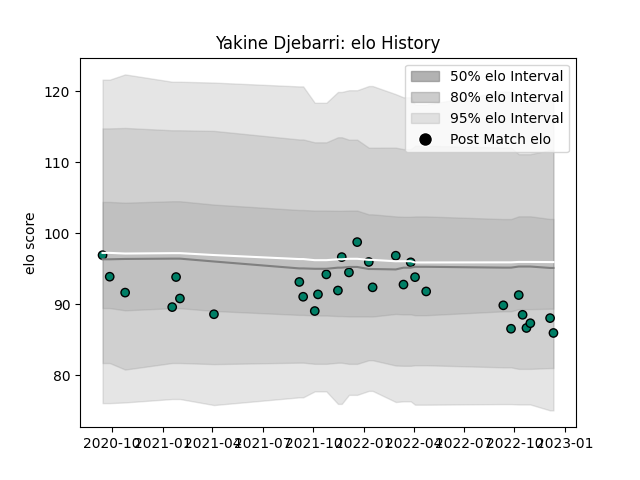 Yakine Djebarri: elo History
50% elo Interval
80% elo Interval
95% elo Interval
Post Match elo
elo score
120
110
100
90
80
2020-10 2021-01 2021-04 2021-07 2021-10 2022-01 2022-04 2022-07 2022-10 2023-01